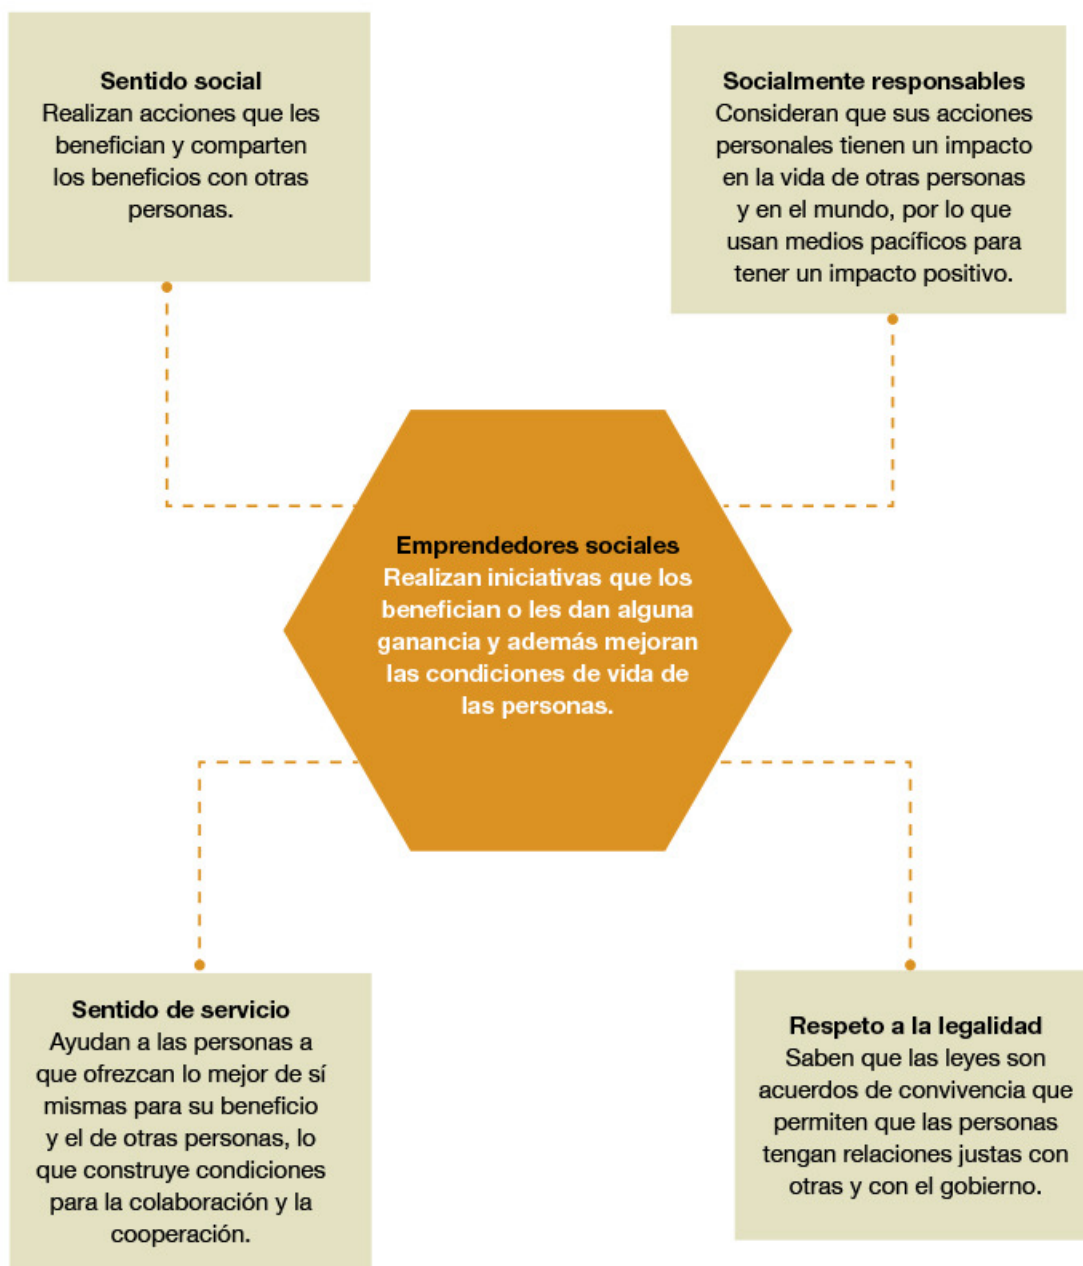 Sentido social
Realizan acciones que les
benefician y comparten
los beneficios con otras
personas.
Socialmente responsables
Consideran que sus acciones
personales tienen un impacto
en la vida de otras personas
y en el mundo, por lo que
usan medios pacíficos para
tener un impacto positivo.
Emprendedores sociales
Realizan iniciativas que los
benefician o les dan alguna
ganancia y además mejoran
las condiciones de vida de
las personas.
Sentido de servicio
Ayudan a las personas a
que ofrezcan lo mejor de sí
mismas para su beneficio
y el de otras personas, lo
que construye condiciones
para la colaboración y la
cooperación.
Respeto a la legalidad
Saben que las leyes son
acuerdos de convivencia que
permiten que las personas
tengan relaciones justas con
otras y con el gobierno.